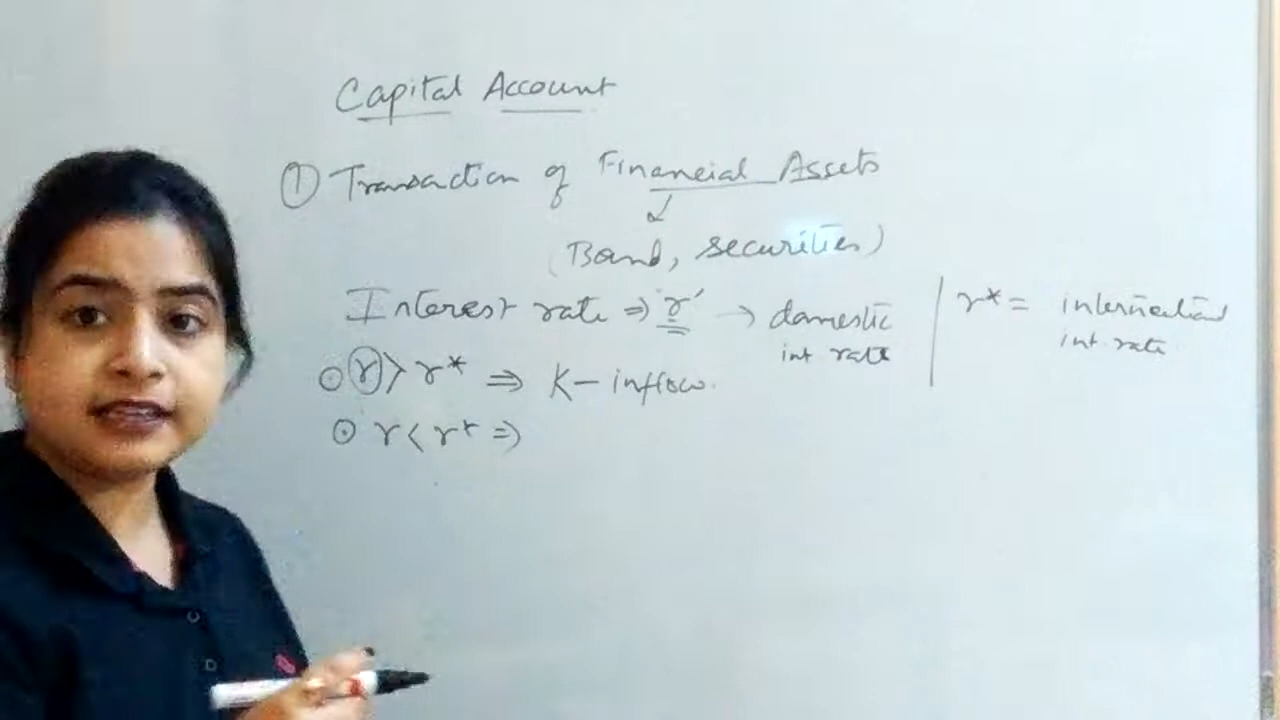 Capital Account
① Transaction of Financial Assets
↓
(Bond, securities)
Interest rate ⇒ 'r' → domestic int rate | r* = international int. rate
⊙ r > r* ⇒ K- inflow.
⊙ r < r* ⇒